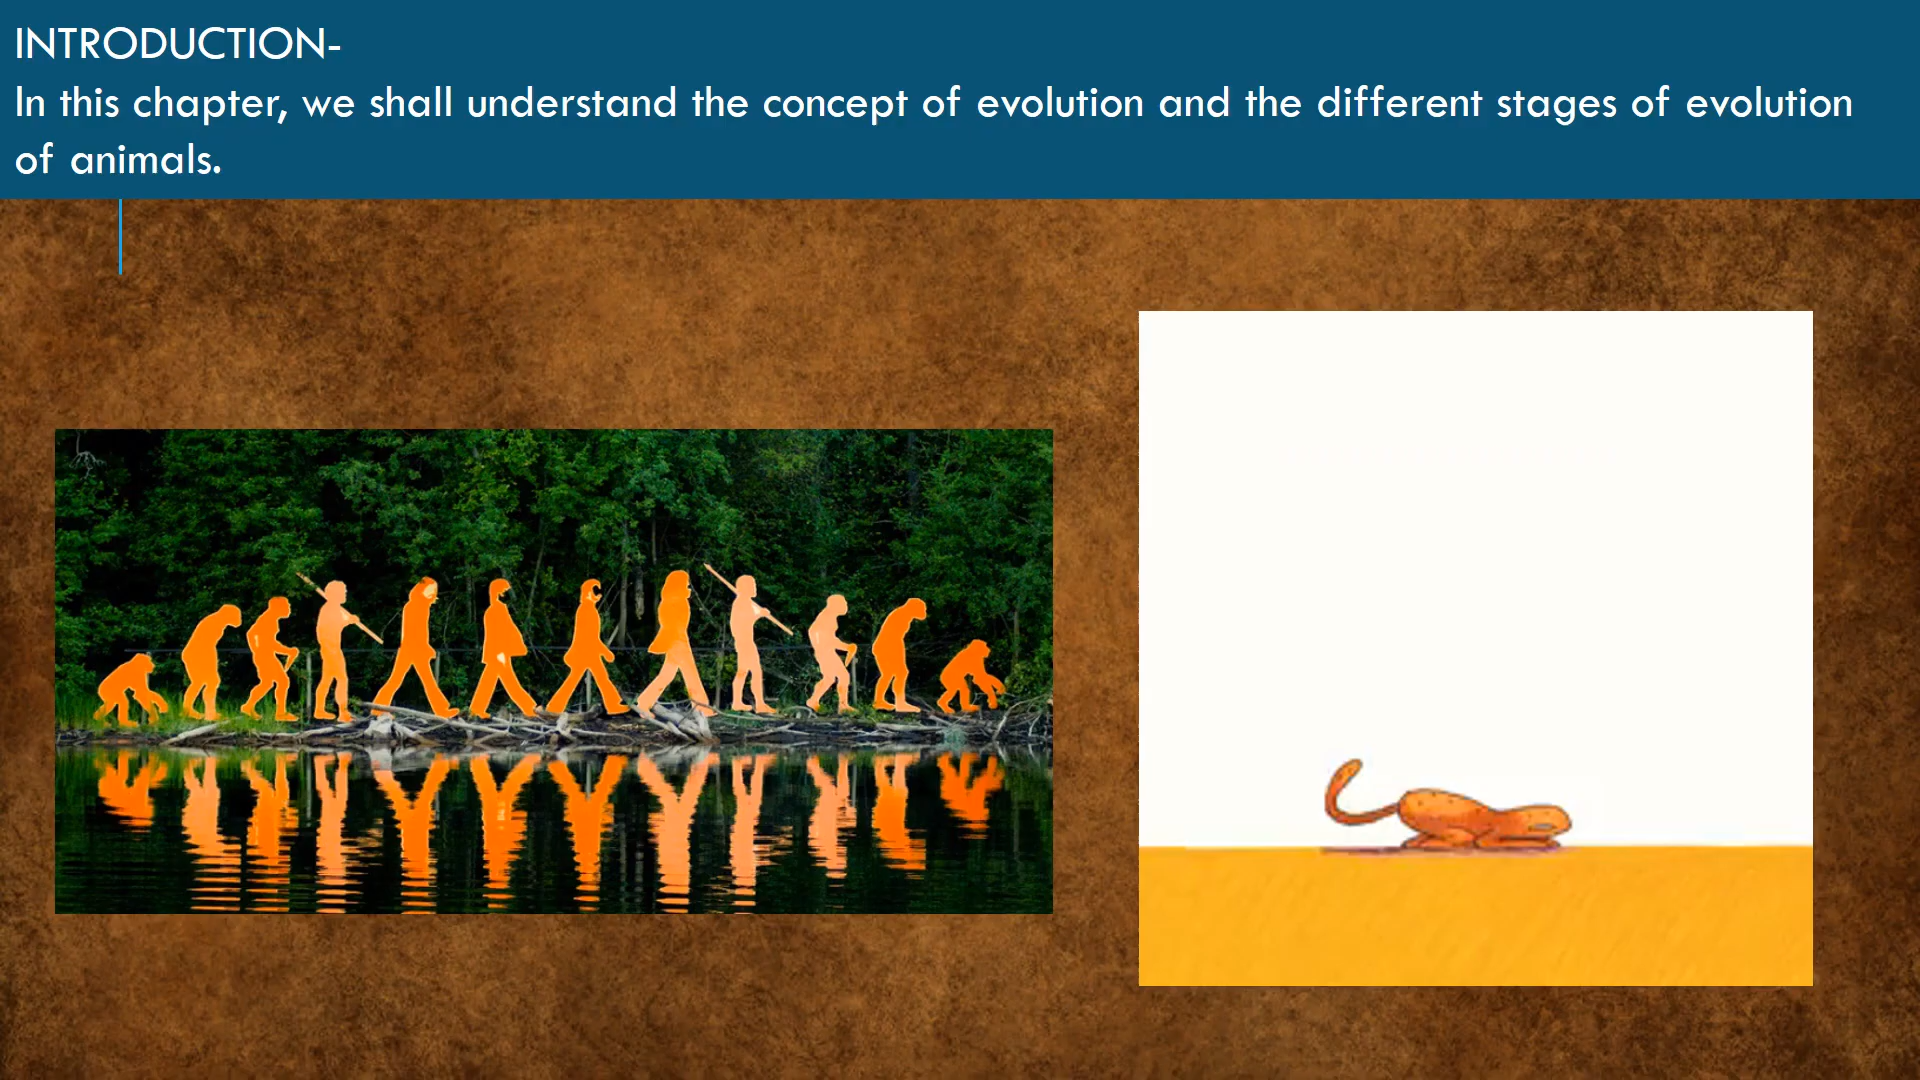 INTRODUCTION-
In this chapter, we shall understand the concept of evolution and the different stages of evolution
of animals.